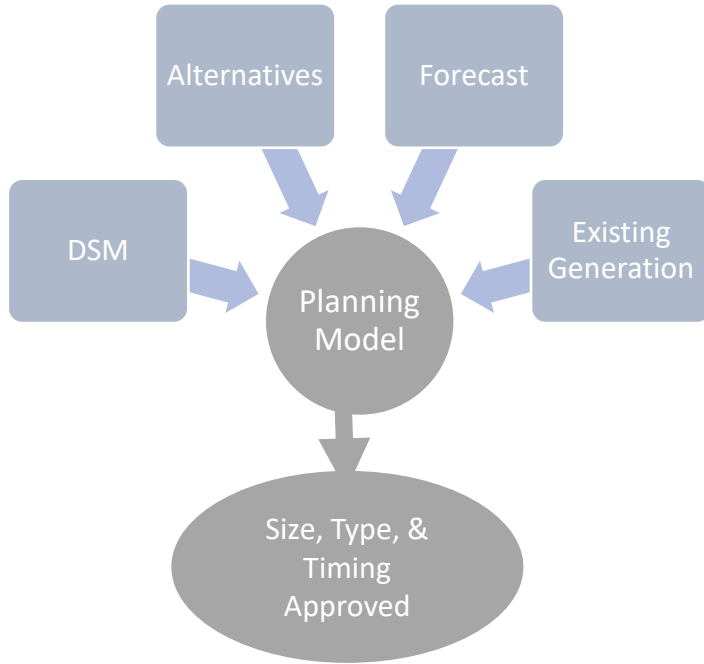 Alternatives
Forecast
DSM
Existing
Generation
Planning
Model
Size, Type, &
Timing
Approved